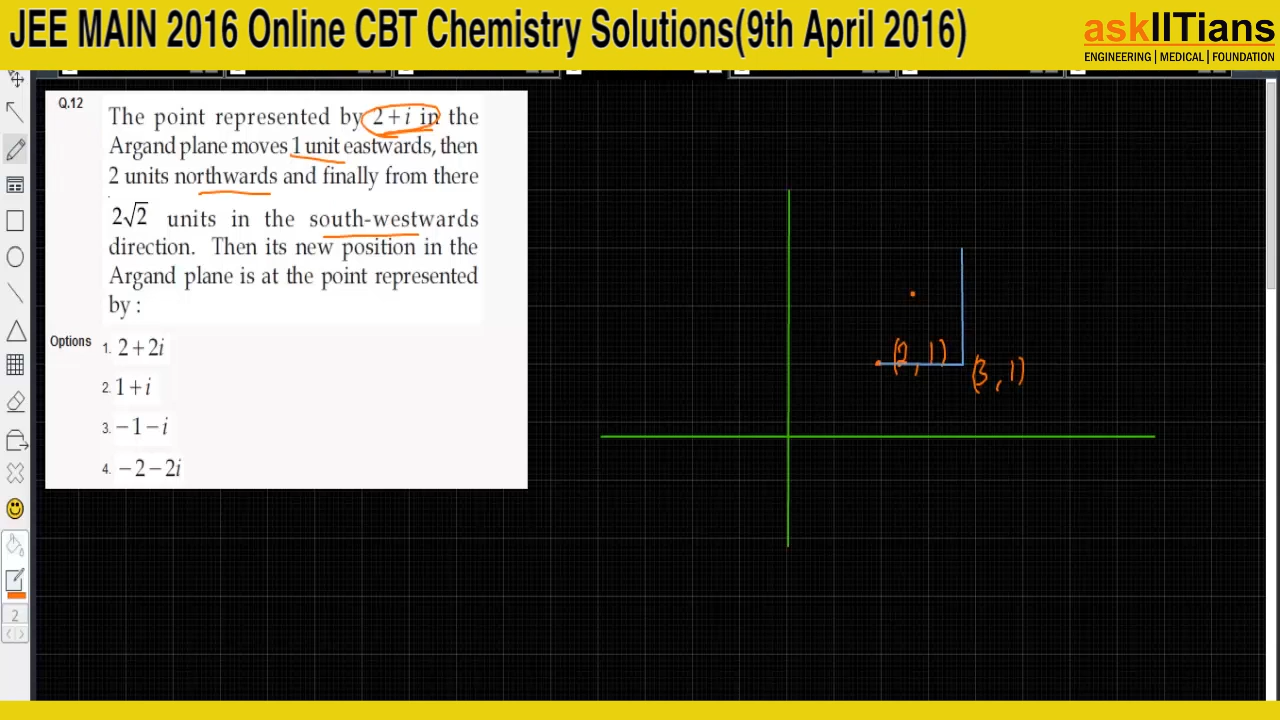 JEE MAIN 2016 Online CBT Chemistry Solutions(9th April 2016)
askIITians
ENGINEERING | MEDICAL | FOUNDATION
Q.12
The point represented by 2 + i in the
Argand plane moves 1 unit eastwards, then
2 units northwards and finally from there
2√2 units in the south-westwards
direction. Then its new position in the
Argand plane is at the point represented
by :
Options
1. 2 + 2i
2. 1 + i
3. −1 − i
4. −2 − 2i
(2, 1)
(3, 1)
2